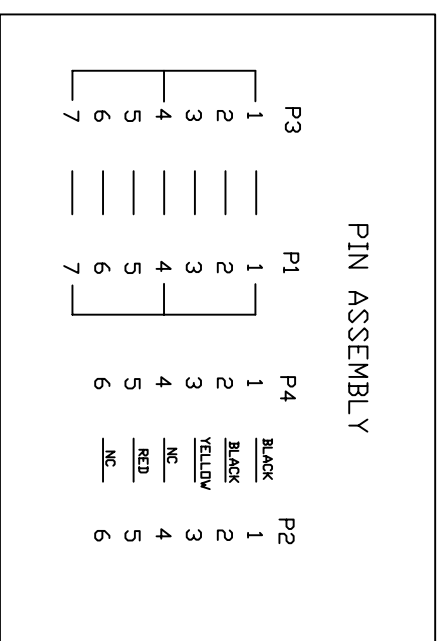 PIN ASSEMBLY
P3 P1 P4 P2
1 1 1 BLACK 1
2 2 2 BLACK 2
3 3 3 YELLOW 3
4 4 4 NC 4
5 5 5 RED 5
6 6 6 NC 6
7 7